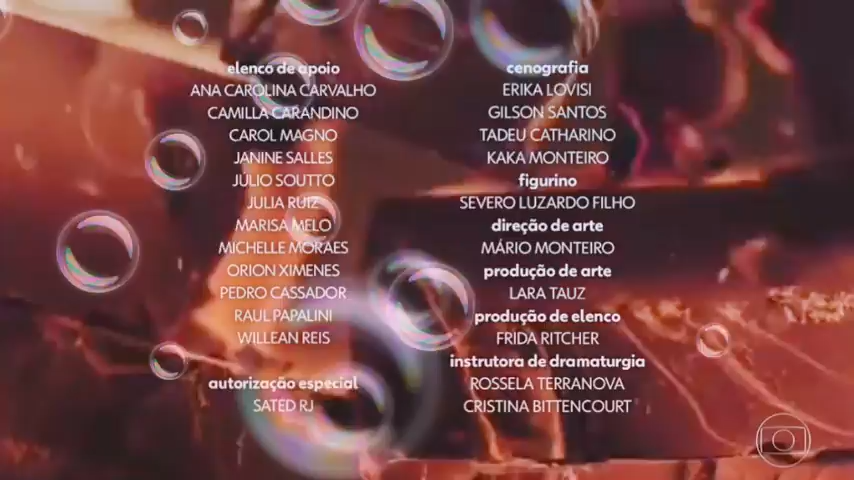 elenco de apoio
ANA CAROLINA CARVALHO
CAMILLA CARANDINO
CAROL MAGNO
JANINE SALLES
JÚLIO SOUTTO
JULIA RUIZ
MARISA MELO
MICHELLE MORAES
ORION XIMENES
PEDRO CASSADOR
RAUL PAPALINI
WILLEAN REIS
autorização especial
SATED RJ
cenografia
ERIKA LOVISI
GILSON SANTOS
TADEU CATHARINO
KAKA MONTEIRO
figurino
SEVERO LUZARDO FILHO
direção de arte
MÁRIO MONTEIRO
produção de arte
LARA TAUZ
produção de elenco
FRIDA RITCHER
instrutora de dramaturgia
ROSSELA TERRANOVA
CRISTINA BITTENCOURT